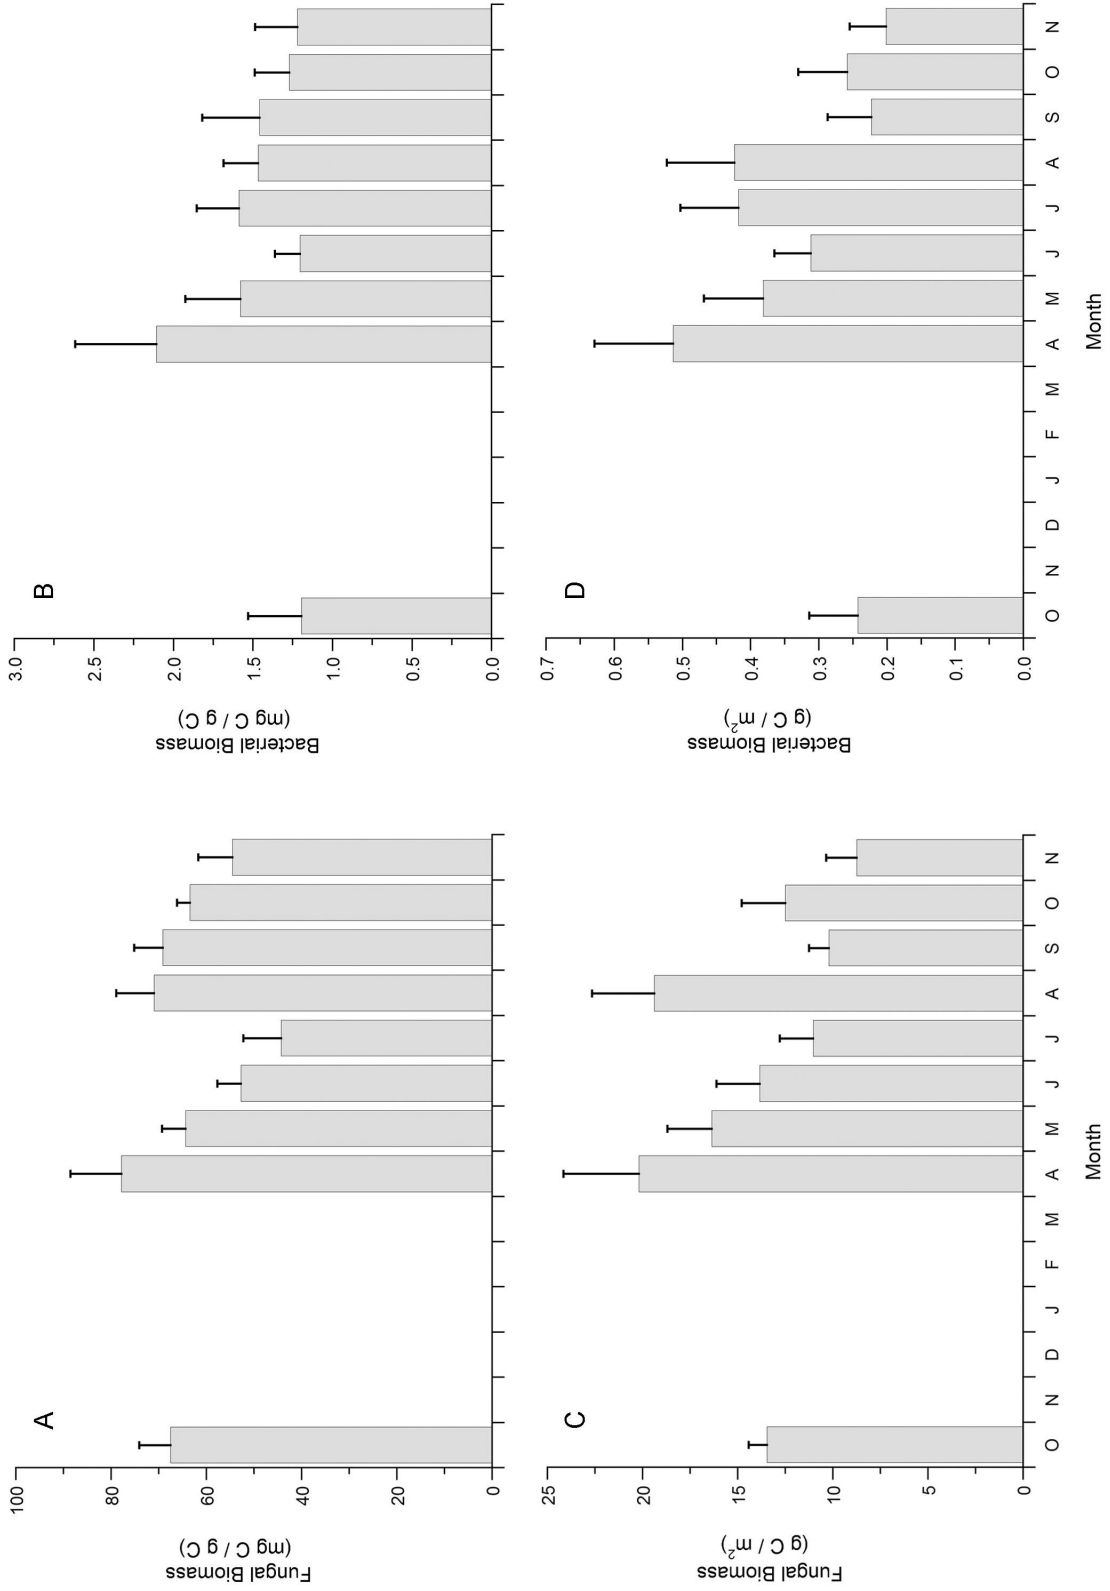 A
Fungal Biomass
(mg C / g C)
100
80
60
40
20
0
B
Bacterial Biomass
(mg C / g C)
3.0
2.5
2.0
1.5
1.0
0.5
0.0
C
Fungal Biomass
(g C / m²)
25
20
15
10
5
0
O N D J F M A M J J A S O N
Month
D
Bacterial Biomass
(g C / m²)
0.7
0.6
0.5
0.4
0.3
0.2
0.1
0.0
O N D J F M A M J J A S O N
Month